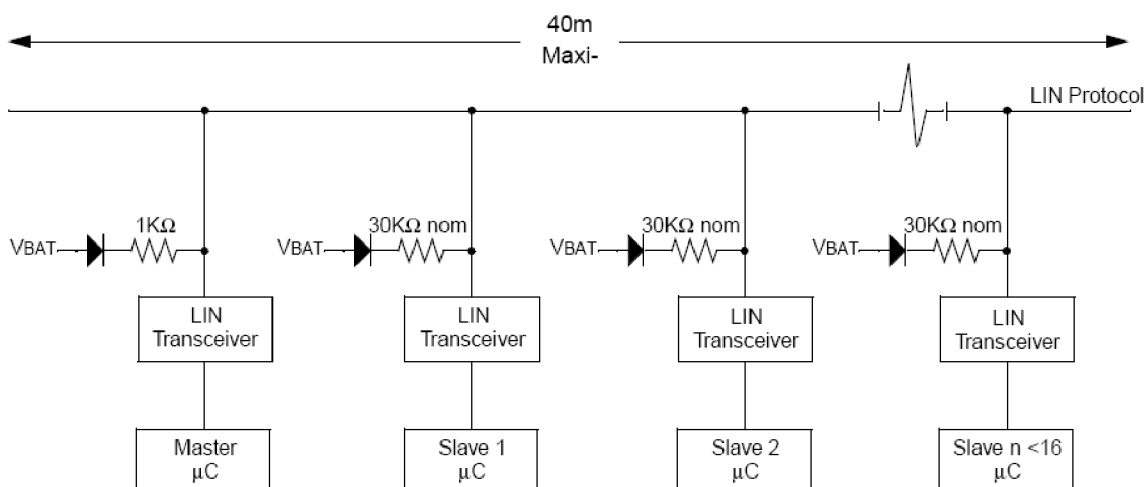 40m
Maxi-
LIN Protocol
1KΩ
30KΩ nom
30KΩ nom
30KΩ nom
VBAT
VBAT
VBAT
VBAT
LIN
Transceiver
LIN
Transceiver
LIN
Transceiver
LIN
Transceiver
Master
µC
Slave 1
µC
Slave 2
µC
Slave n <16
µC